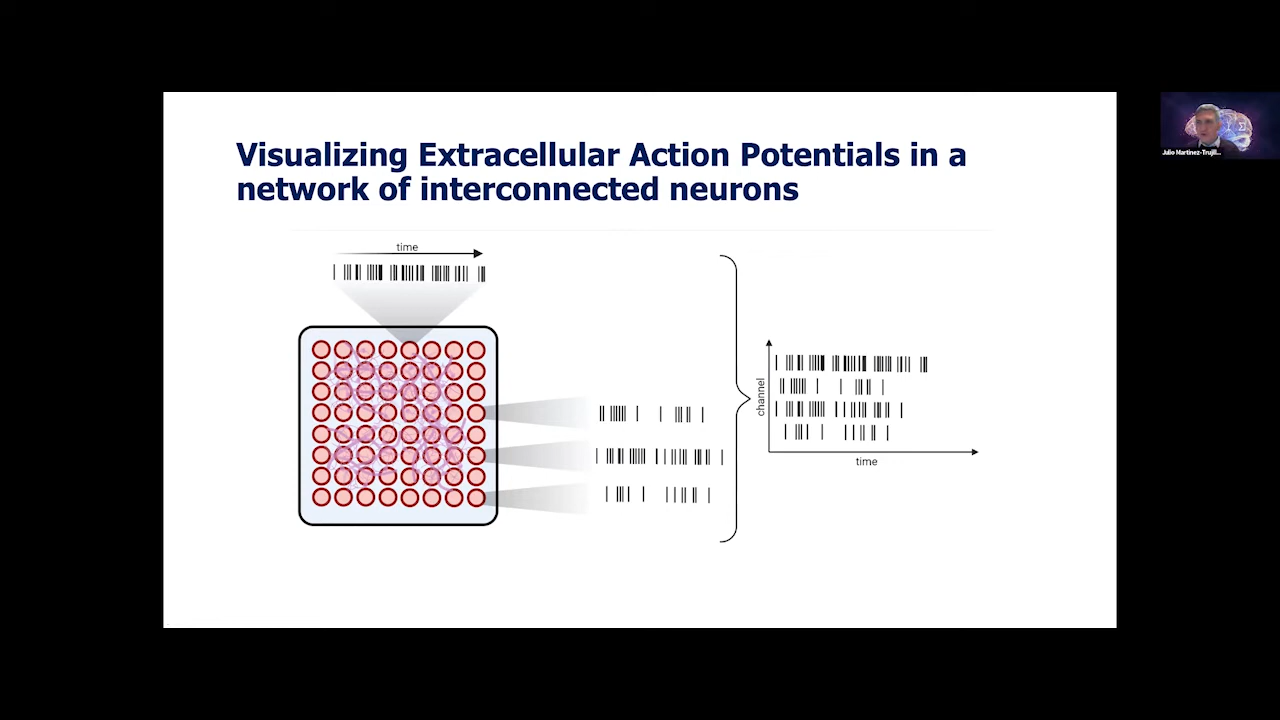 Visualizing Extracellular Action Potentials in a
network of interconnected neurons
time
channel
time
Julio Martinez-Trujill...